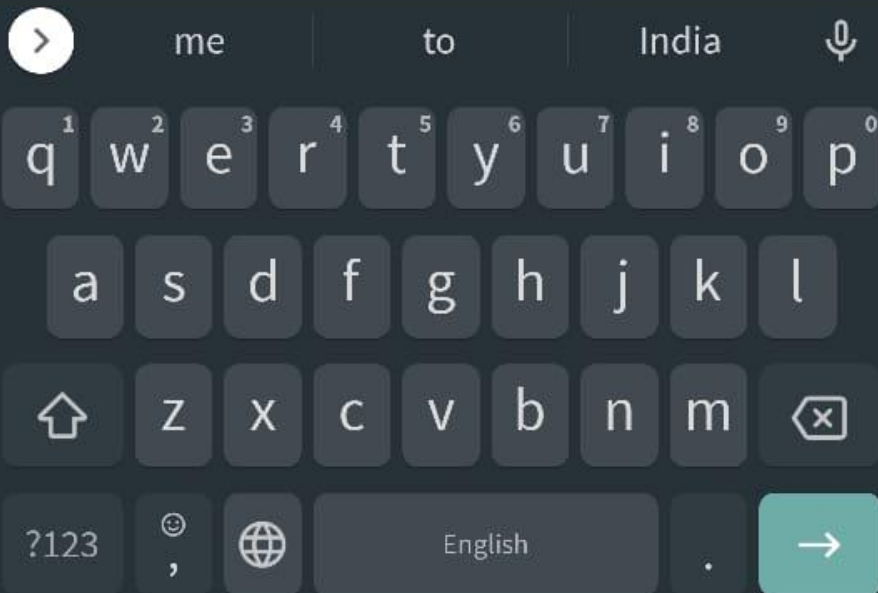 me to India
q1 w2 e3 r4 t5 y6 u7 i8 o9 p0
a s d f g h j k l
z x c v b n m
?123 , English .